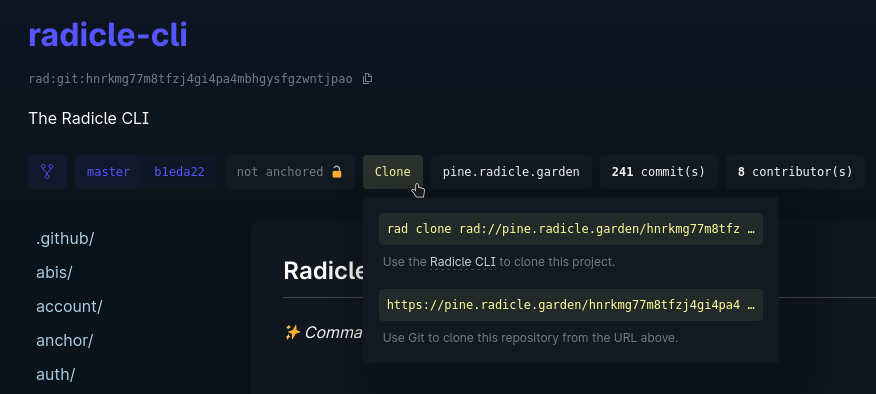 radicle-cli
rad:git:hnrkmg77m8tfzj4gi4pa4mbhgysfgzwntjpao
The Radicle CLI
master b1eda22 not anchored 🔓 Clone pine.radicle.garden 241 commit(s) 8 contributor(s)
rad clone rad://pine.radicle.garden/hnrkmg77m8tfz …
Use the Radicle CLI to clone this project.
https://pine.radicle.garden/hnrkmg77m8tfzj4gi4pa4 …
Use Git to clone this repository from the URL above.
.github/
abis/
account/
anchor/
auth/
Radicle
✨ Comma